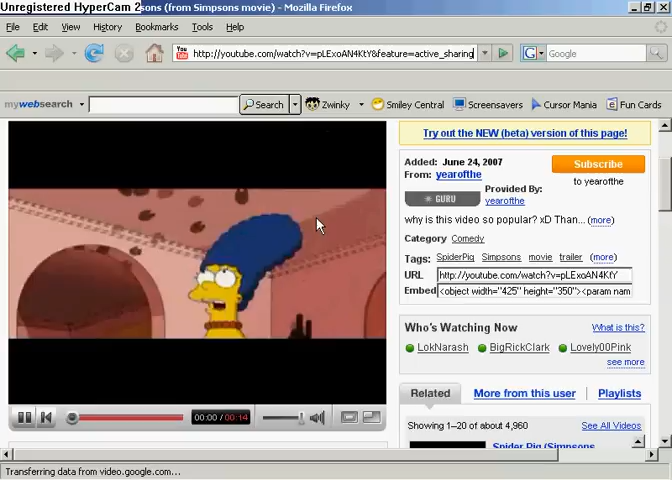 Unregistered HyperCam 2
sons (from Simpsons movie) - Mozilla Firefox
File Edit View History Bookmarks Tools Help
http://youtube.com/watch?v=pLExoAN4KtY&feature=active_sharing
Google
mywebsearch Search Zwinky Smiley Central Screensavers Cursor Mania Fun Cards
Try out the NEW (beta) version of this page!
Added: June 24, 2007
From: yearofthe
Subscribe
to yearofthe
GURU
Provided By:
yearofthe
why is this video so popular? xD Than... (more)
Category Comedy
Tags: SpiderPig Simpsons movie trailer (more)
URL http://youtube.com/watch?v=pLExoAN4KtY
Embed <object width="425" height="350"><param nam
Who's Watching Now What is this?
LokNarash BigRickClark Lovely00Pink
see more
Related More from this user Playlists
Showing 1-20 of about 4,960 See All Videos
Spider Pig (Simpsons
00:00 / 00:14
Transferring data from video.google.com...